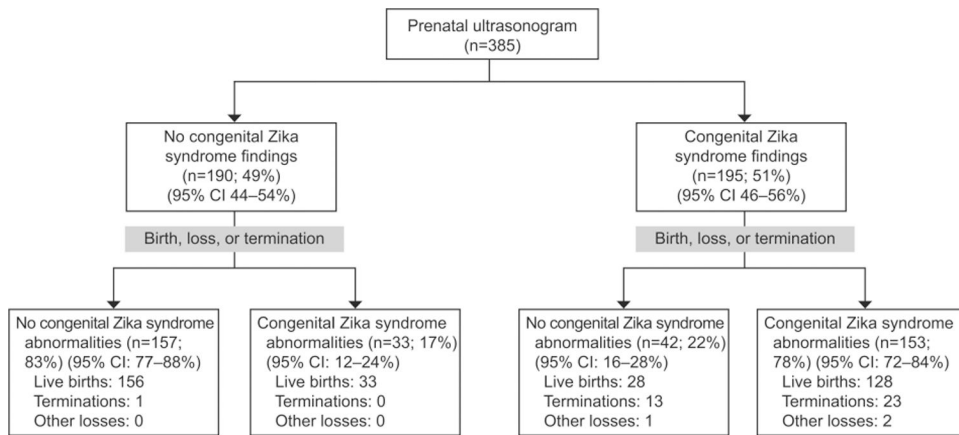 Prenatal ultrasonogram
(n=385)
No congenital Zika
syndrome findings
(n=190; 49%)
(95% CI 44–54%)
Congenital Zika
syndrome findings
(n=195; 51%)
(95% CI 46–56%)
Birth, loss, or termination
Birth, loss, or termination
No congenital Zika syndrome
abnormalities (n=157;
83%) (95% CI: 77–88%)
Live births: 156
Terminations: 1
Other losses: 0
Congenital Zika syndrome
abnormalities (n=33; 17%)
(95% CI: 12–24%)
Live births: 33
Terminations: 0
Other losses: 0
No congenital Zika syndrome
abnormalities (n=42; 22%)
(95% CI: 16–28%)
Live births: 28
Terminations: 13
Other losses: 1
Congenital Zika syndrome
abnormalities (n=153;
78%) (95% CI: 72–84%)
Live births: 128
Terminations: 23
Other losses: 2